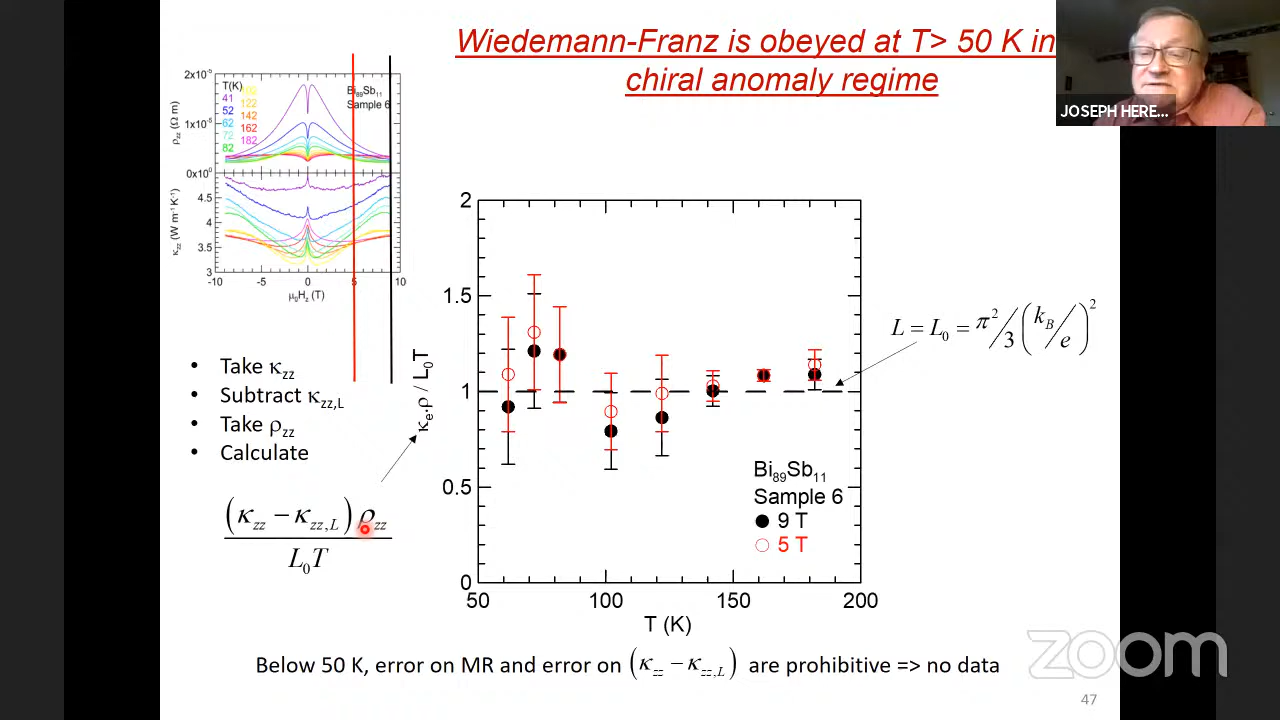 Wiedemann-Franz is obeyed at T> 50 K in
chiral anomaly regime
JOSEPH HERE...
2x10⁻⁵
1x10⁻⁵
0x10⁰
ρzz (Ω m)
T(K)
41
52
62
72
82
122
142
162
182
Bi₈₉Sb₁₁
Sample 6
4.5
4
3.5
3
κzz (W m⁻¹ K⁻¹)
-10 -5 0 5 10
μ₀Hz (T)
• Take κzz
• Subtract κzz,L
• Take ρzz
• Calculate
(κzz − κzz,L) ρzz
L₀T
κe.ρ / L₀T
2
1.5
1
0.5
0
50 100 150 200
T (K)
Bi₈₉Sb₁₁
Sample 6
9 T
5 T
L = L₀ = π²/3 (kB/e)²
Below 50 K, error on MR and error on (κzz − κzz,L) are prohibitive => no data
zoom
47